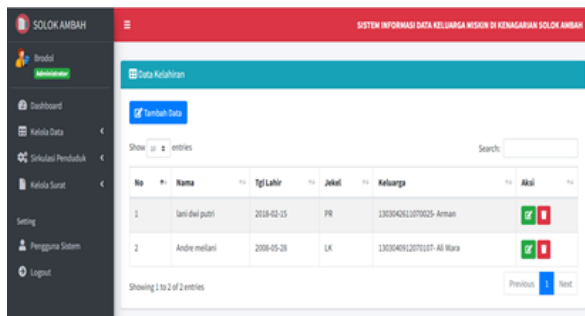 SOLOK AMBAH
SISTEM INFORMASI DATA KELUARGA MISKIN DI KENAGARIAN SOLOK AMBAH
Brodol
Administrator
Dashboard
Kelola Data
Sirkulasi Penduduk
Kelola Surat
Setting
Pengguna Sistem
Logout
Data Kelahiran
Tambah Data
Show 10 entries
Search:
No Nama Tgl Lahir Jekel Keluarga Aksi
1 lani dwi putri 2018-02-15 PR 1303042611070025- Arman
2 Andre meilani 2008-05-28 LK 1303040912070107- Ali Wara
Showing 1 to 2 of 2 entries
Previous 1 Next